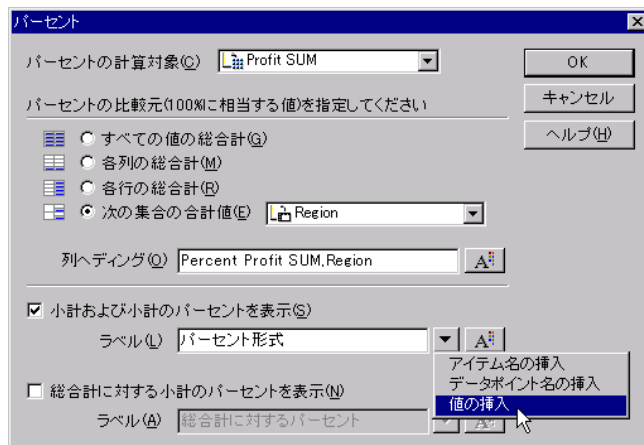 パーセント
パーセントの計算対象(C) Profit SUM
OK
パーセントの比較元(100%に相当する値)を指定してください
キャンセル
すべての値の総合計(G)
ヘルプ(H)
各列の総合計(M)
各行の総合計(R)
次の集合の合計値(E) Region
列ヘディング(O) Percent Profit SUM,Region
小計および小計のパーセントを表示(S)
ラベル(L) パーセント形式
アイテム名の挿入
データポイント名の挿入
値の挿入
総合計に対する小計のパーセントを表示(N)
ラベル(A) 総合計に対するパーセント